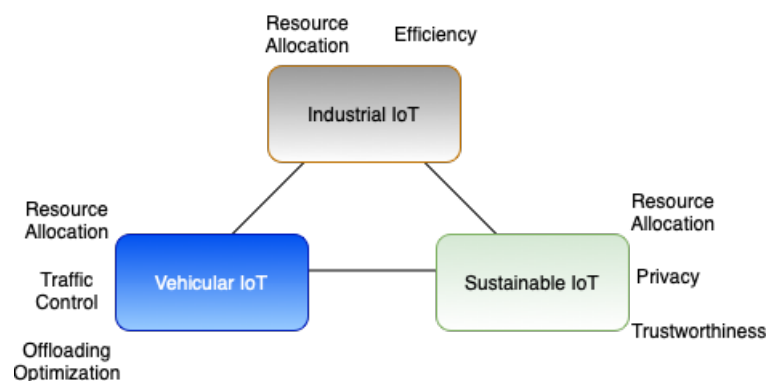 Resource
Allocation
Efficiency
Industrial IoT
Resource
Allocation
Traffic
Control
Offloading
Optimization
Vehicular IoT
Sustainable IoT
Resource
Allocation
Privacy
Trustworthiness